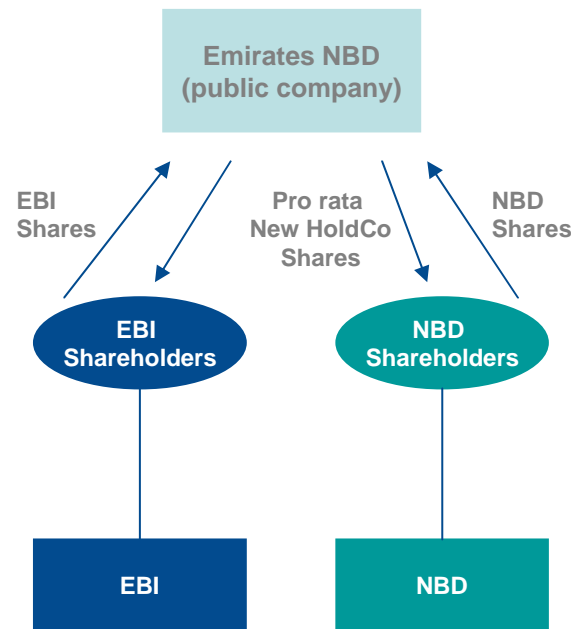 Emirates NBD
(public company)
EBI
Shares
Pro rata
New HoldCo
Shares
NBD
Shares
EBI
Shareholders
NBD
Shareholders
EBI
NBD